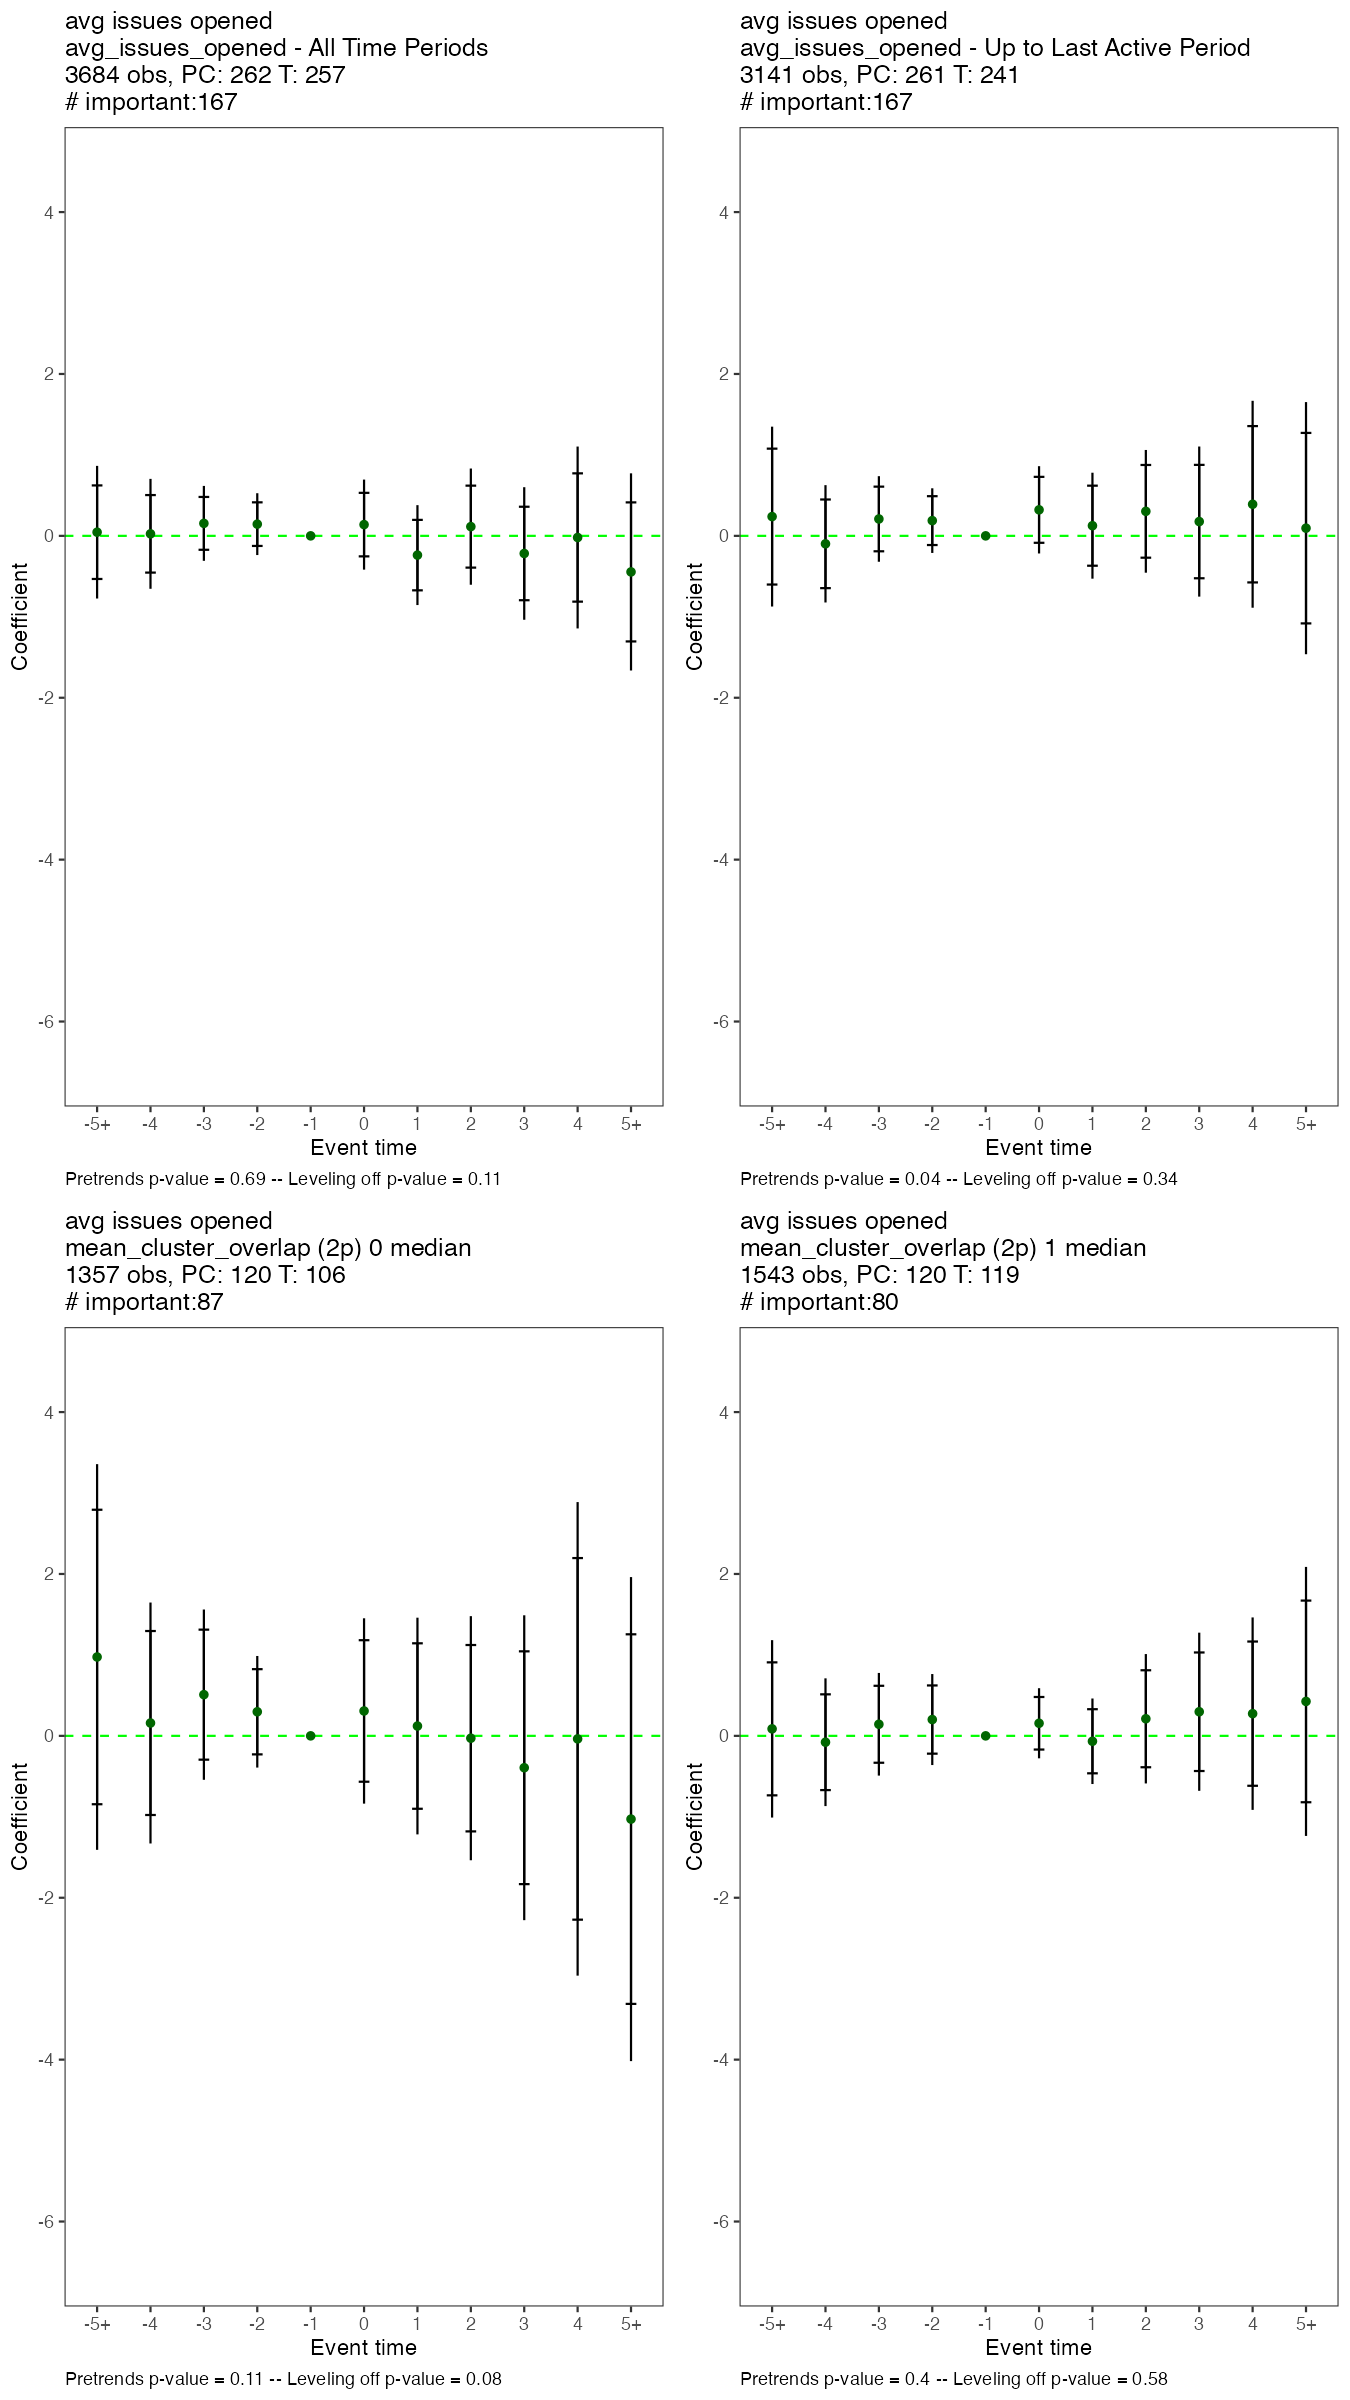 avg issues opened
avg_issues_opened - All Time Periods
3684 obs, PC: 262 T: 257
# important:167
4
2
0
-2
-4
-6
Coefficient
-5+ -4 -3 -2 -1 0 1 2 3 4 5+
Event time
Pretrends p-value = 0.69 -- Leveling off p-value = 0.11
avg issues opened
avg_issues_opened - Up to Last Active Period
3141 obs, PC: 261 T: 241
# important:167
4
2
0
-2
-4
-6
Coefficient
-5+ -4 -3 -2 -1 0 1 2 3 4 5+
Event time
Pretrends p-value = 0.04 -- Leveling off p-value = 0.34
avg issues opened
mean_cluster_overlap (2p) 0 median
1357 obs, PC: 120 T: 106
# important:87
4
2
0
-2
-4
-6
Coefficient
-5+ -4 -3 -2 -1 0 1 2 3 4 5+
Event time
Pretrends p-value = 0.11 -- Leveling off p-value = 0.08
avg issues opened
mean_cluster_overlap (2p) 1 median
1543 obs, PC: 120 T: 119
# important:80
4
2
0
-2
-4
-6
Coefficient
-5+ -4 -3 -2 -1 0 1 2 3 4 5+
Event time
Pretrends p-value = 0.4 -- Leveling off p-value = 0.58